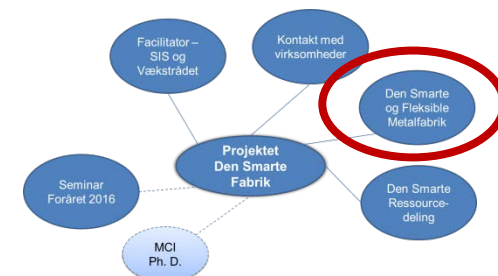 Facilitator –
SIS og
Vækstrådet
Kontakt med
virksomheder
Den Smarte
og Fleksible
Metalfabrik
Projektet
Den Smarte
Fabrik
Seminar
Foråret 2016
Den Smarte
Ressource-
deling
MCI
Ph. D.